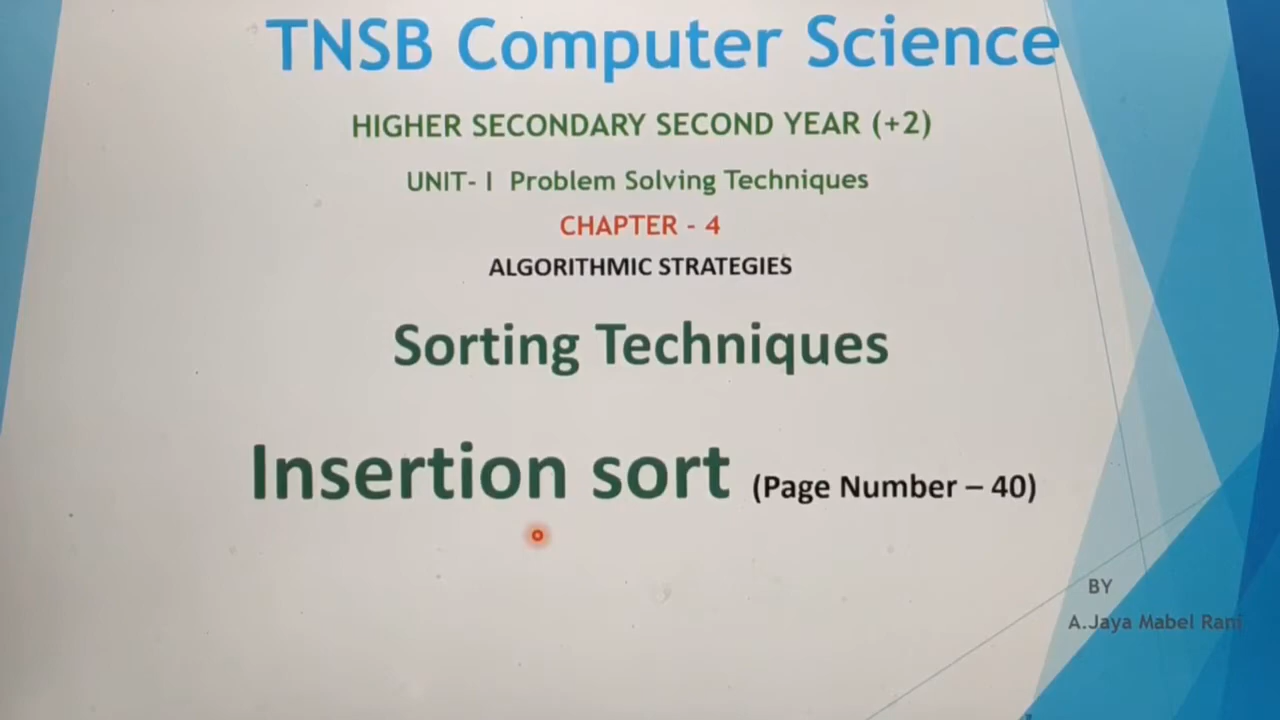 TNSB Computer Science
HIGHER SECONDARY SECOND YEAR (+2)
UNIT- I Problem Solving Techniques
CHAPTER - 4
ALGORITHMIC STRATEGIES
Sorting Techniques
Insertion sort (Page Number – 40)
BY
A.Jaya Mabel Rani